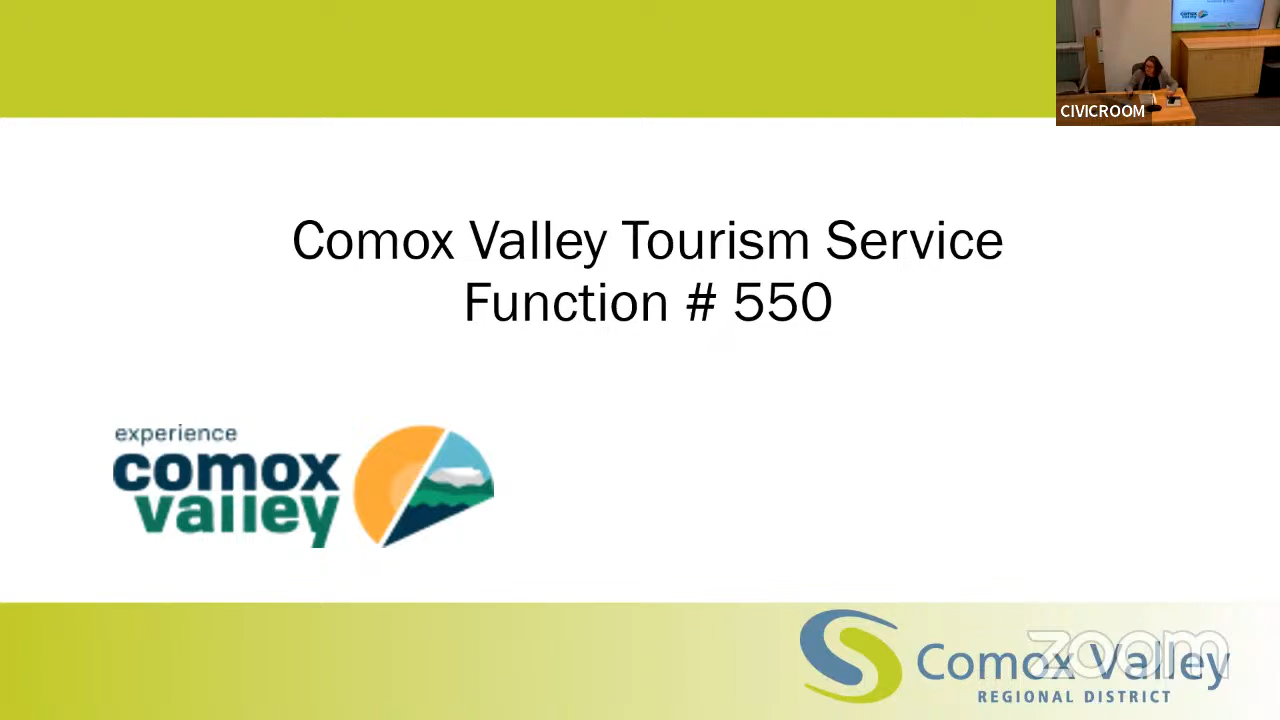 CIVICROOM
Comox Valley Tourism Service
Function # 550
experience
comox
valley
zoom
Comox Valley
REGIONAL DISTRICT